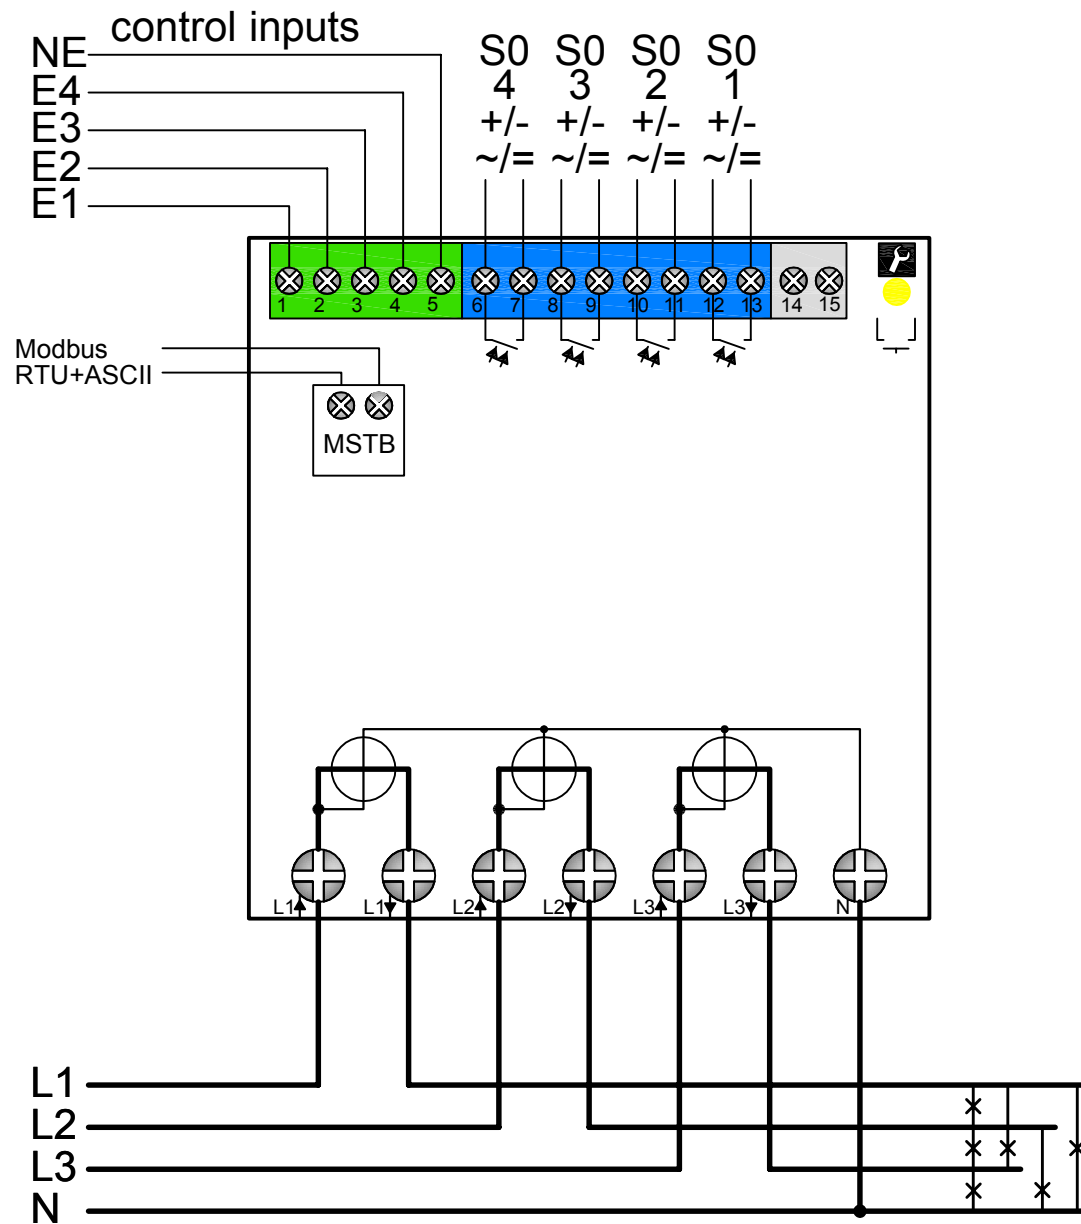 control inputs
NE
E4
E3
E2
E1
S0 S0 S0 S0
4 3 2 1
+/- +/- +/- +/-
~/= ~/= ~/= ~/=
1 2 3 4 5 6 7 8 9 10 11 12 13 14 15
Modbus
RTU+ASCII
MSTB
L1 L1 L2 L2 L3 L3 N
L1
L2
L3
N